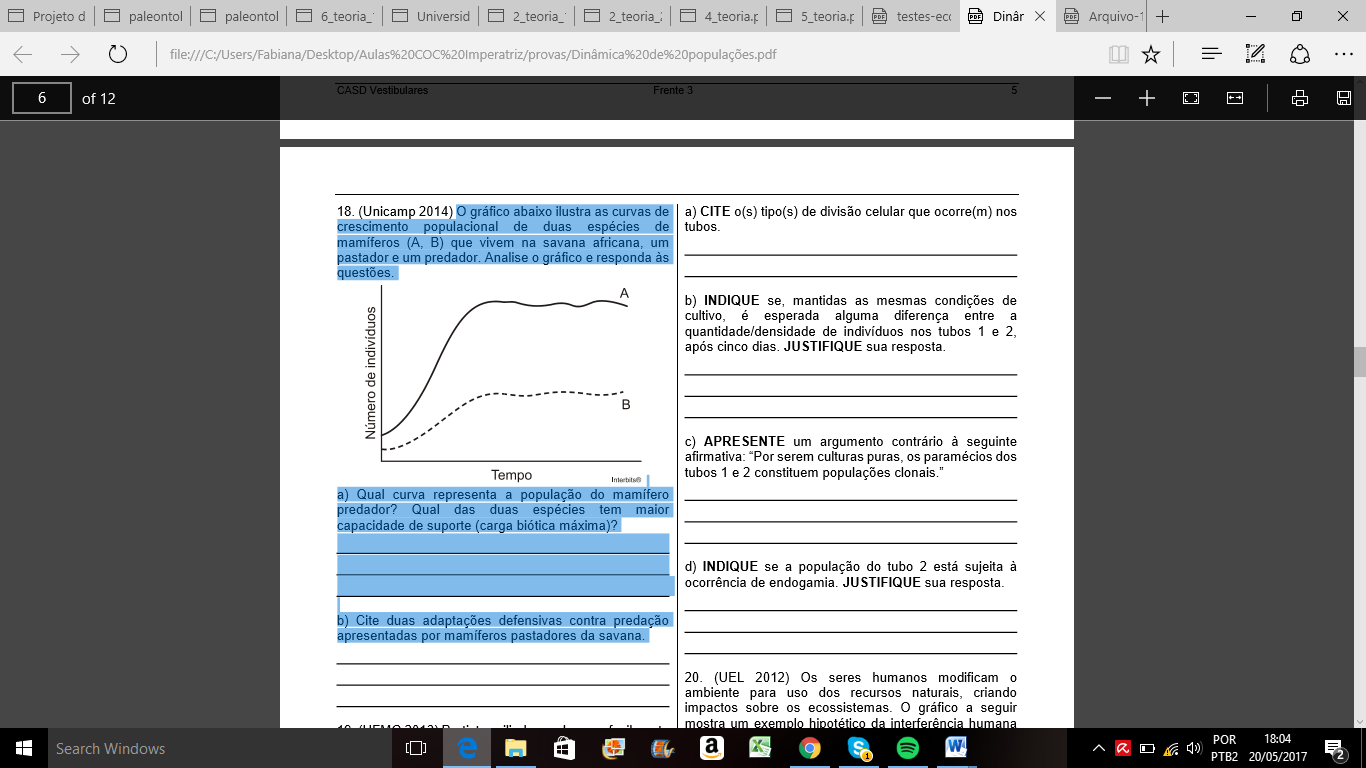 Projeto d
paleontol
paleontol
6_teoria_
Universid
2_teoria_
2_teoria_2
4_teoria.p
5_teoria.p
testes-eco
Dinâr
Arquivo-1
file:///C:/Users/Fabiana/Desktop/Aulas%20COC%20Imperatriz/provas/Dinâmica%20de%20populações.pdf
6 of 12
CASD Vestibulares Frente 3 5
18. (Unicamp 2014) O gráfico abaixo ilustra as curvas de
crescimento populacional de duas espécies de
mamíferos (A, B) que vivem na savana africana, um
pastador e um predador. Analise o gráfico e responda às
questões.
Número de indivíduos
A
B
Tempo
Interbits®
a) Qual curva representa a população do mamífero
predador? Qual das duas espécies tem maior
capacidade de suporte (carga biótica máxima)?
b) Cite duas adaptações defensivas contra predação
apresentadas por mamíferos pastadores da savana.
a) CITE o(s) tipo(s) de divisão celular que ocorre(m) nos
tubos.
b) INDIQUE se, mantidas as mesmas condições de
cultivo, é esperada alguma diferença entre a
quantidade/densidade de indivíduos nos tubos 1 e 2,
após cinco dias. JUSTIFIQUE sua resposta.
c) APRESENTE um argumento contrário à seguinte
afirmativa: “Por serem culturas puras, os paramécios dos
tubos 1 e 2 constituem populações clonais.”
d) INDIQUE se a população do tubo 2 está sujeita à
ocorrência de endogamia. JUSTIFIQUE sua resposta.
20. (UEL 2012) Os seres humanos modificam o
ambiente para uso dos recursos naturais, criando
impactos sobre os ecossistemas. O gráfico a seguir
mostra um exemplo hipotético da interferência humana
Search Windows
POR
PTB2
18:04
20/05/2017
2